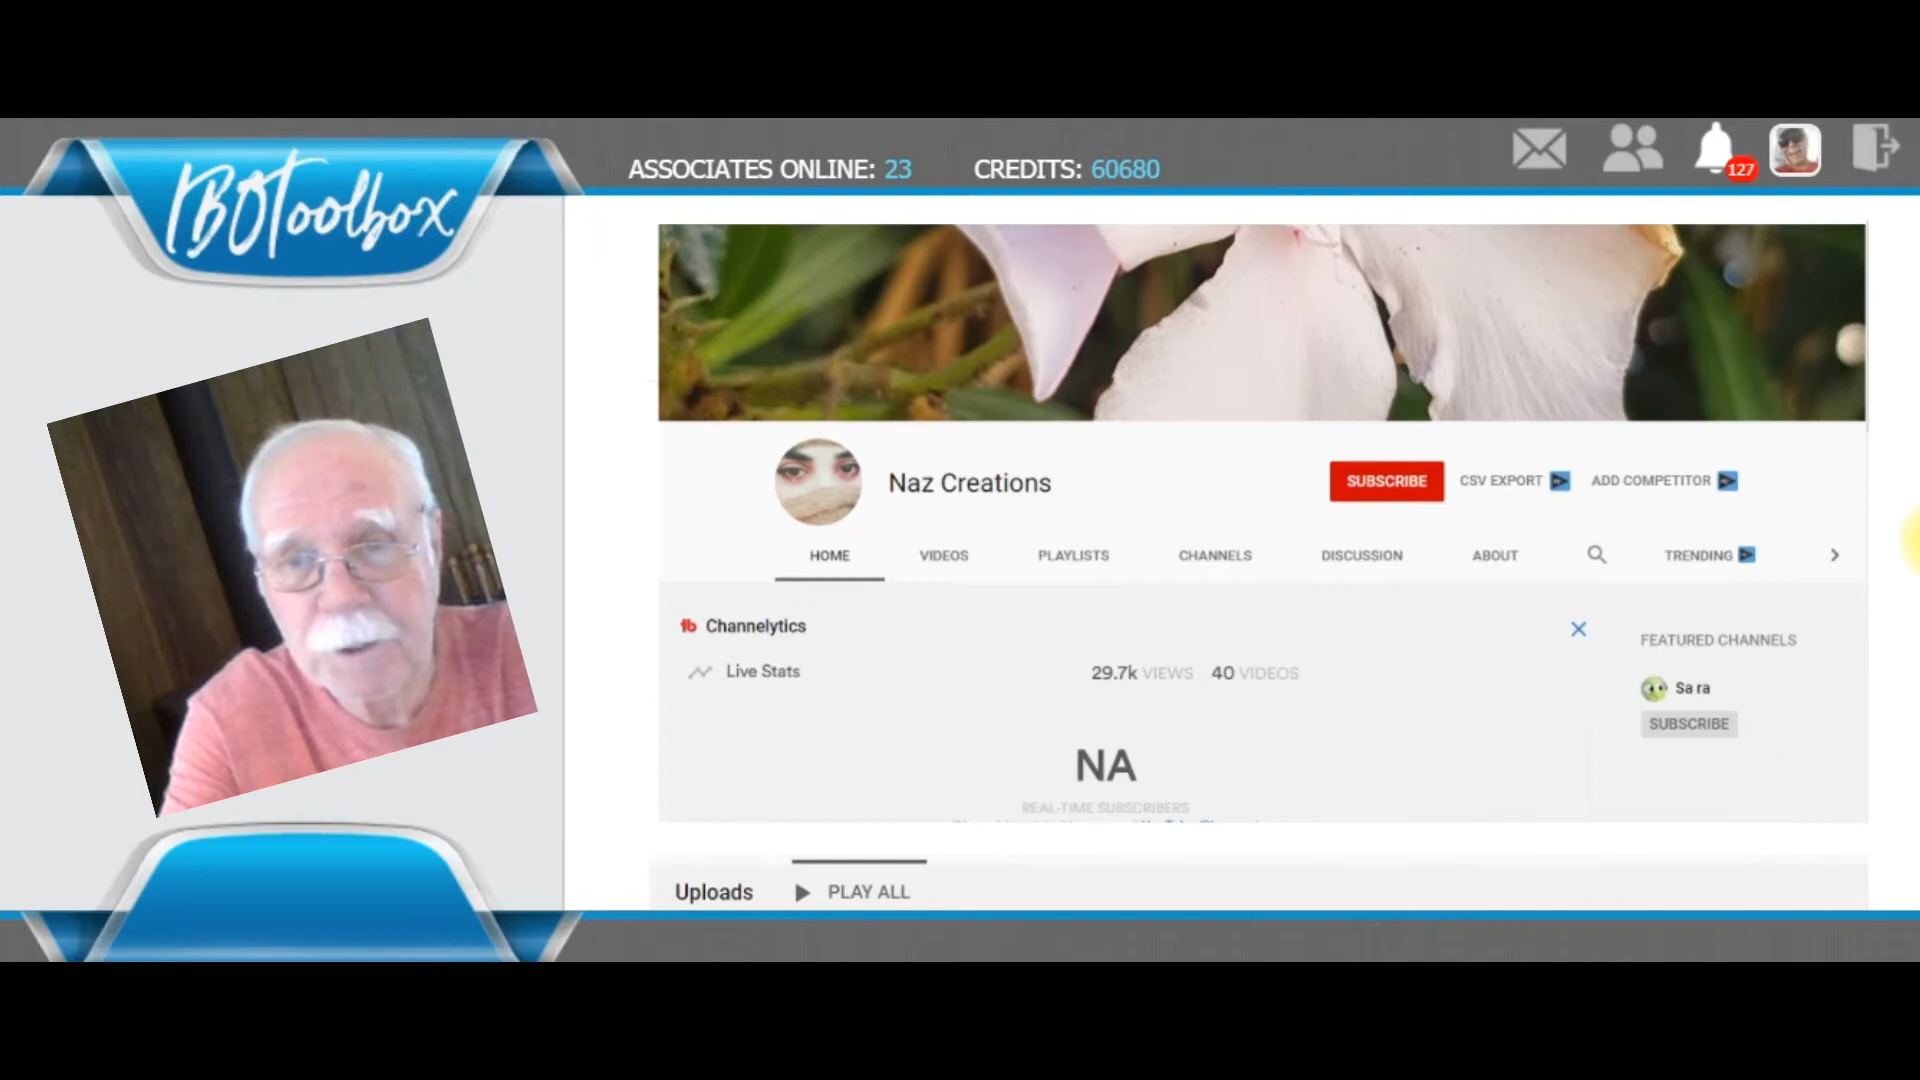 IBOToolbox
ASSOCIATES ONLINE: 23 CREDITS: 60680
127
Naz Creations
SUBSCRIBE CSV EXPORT ADD COMPETITOR
HOME VIDEOS PLAYLISTS CHANNELS DISCUSSION ABOUT TRENDING
tb Channelytics
Live Stats 29.7k VIEWS 40 VIDEOS
FEATURED CHANNELS
Sa ra
SUBSCRIBE
NA
REAL-TIME SUBSCRIBERS
Uploads PLAY ALL